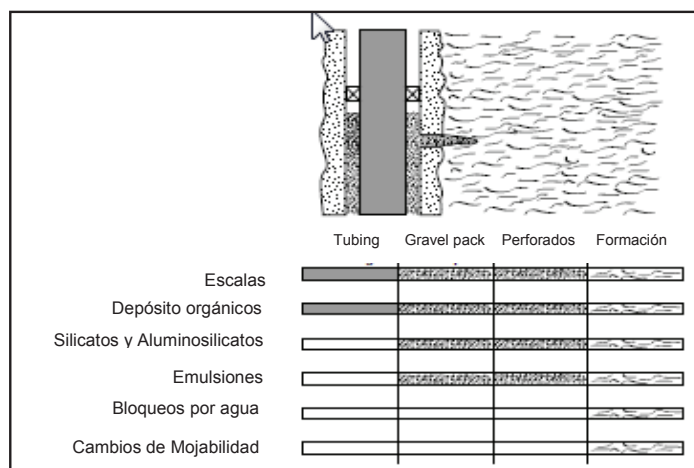 Tubing Gravel pack Perforados Formación
Escalas
Depósito orgánicos
Silicatos y Aluminosilicatos
Emulsiones
Bloqueos por agua
Cambios de Mojabilidad